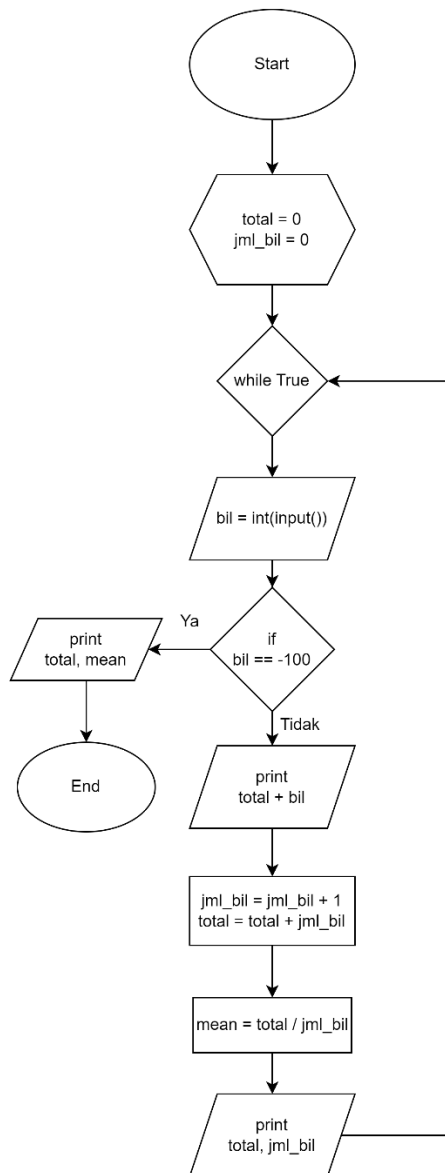 Start
total = 0
jml_bil = 0
while True
bil = int(input())
if
bil == -100
Ya
print
total, mean
End
Tidak
print
total + bil
jml_bil = jml_bil + 1
total = total + jml_bil
mean = total / jml_bil
print
total, jml_bil